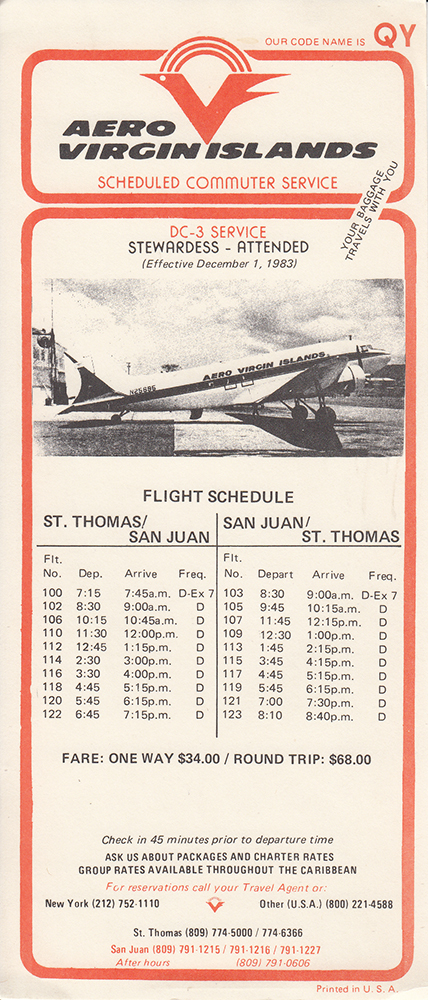 OUR CODE NAME IS QY
AERO
VIRGIN ISLANDS
SCHEDULED COMMUTER SERVICE
YOUR BAGGAGE
TRAVELS WITH YOU
DC-3 SERVICE
STEWARDESS - ATTENDED
(Effective December 1, 1983)
AERO VIRGIN ISLANDS
N25695
FLIGHT SCHEDULE
ST. THOMAS/ SAN JUAN/
SAN JUAN ST. THOMAS
Flt. Flt.
No. Dep. Arrive Freq. No. Depart Arrive Freq.
100 7:15 7:45a.m. D-Ex 7 103 8:30 9:00a.m. D-Ex 7
102 8:30 9:00a.m. D 105 9:45 10:15a.m. D
106 10:15 10:45a.m. D 107 11:45 12:15p.m. D
110 11:30 12:00p.m. D 109 12:30 1:00p.m. D
112 12:45 1:15p.m. D 113 1:45 2:15p.m. D
114 2:30 3:00p.m. D 115 3:45 4:15p.m. D
116 3:30 4:00p.m. D 117 4:45 5:15p.m. D
118 4:45 5:15p.m. D 119 5:45 6:15p.m. D
120 5:45 6:15p.m. D 121 7:00 7:30p.m. D
122 6:45 7:15p.m. D 123 8:10 8:40p.m. D
FARE: ONE WAY $34.00 / ROUND TRIP: $68.00
Check in 45 minutes prior to departure time
ASK US ABOUT PACKAGES AND CHARTER RATES
GROUP RATES AVAILABLE THROUGHOUT THE CARIBBEAN
For reservations call your Travel Agent or:
New York (212) 752-1110 Other (U.S.A.) (800) 221-4588
St. Thomas (809) 774-5000 / 774-6366
San Juan (809) 791-1215 / 791-1216 / 791-1227
After hours (809) 791-0606
Printed in U. S. A.